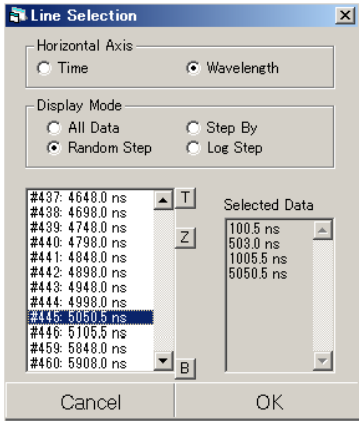 Line Selection
Horizontal Axis
Time
Wavelength
Display Mode
All Data
Step By
Random Step
Log Step
#437: 4648.0 ns
#438: 4698.0 ns
#439: 4748.0 ns
#440: 4798.0 ns
#441: 4848.0 ns
#442: 4898.0 ns
#443: 4948.0 ns
#444: 4998.0 ns
#445: 5050.5 ns
#446: 5105.5 ns
#459: 5848.0 ns
#460: 5908.0 ns
T
Z
B
Selected Data
100.5 ns
503.0 ns
1005.5 ns
5050.5 ns
Cancel
OK